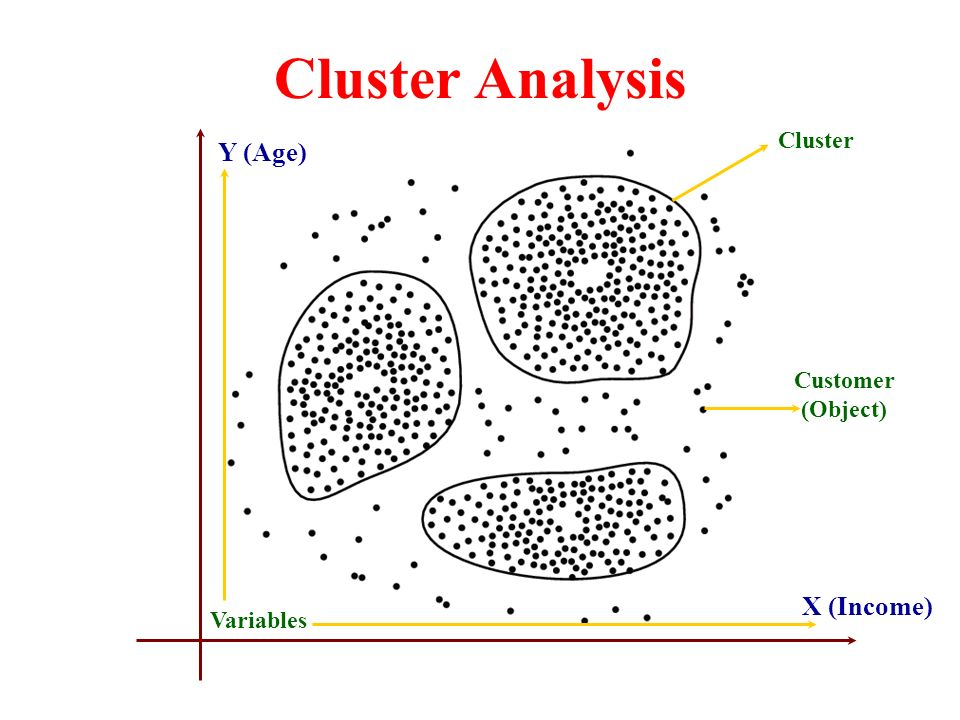 Cluster Analysis
Cluster
Y (Age)
Customer
(Object)
X (Income)
Variables